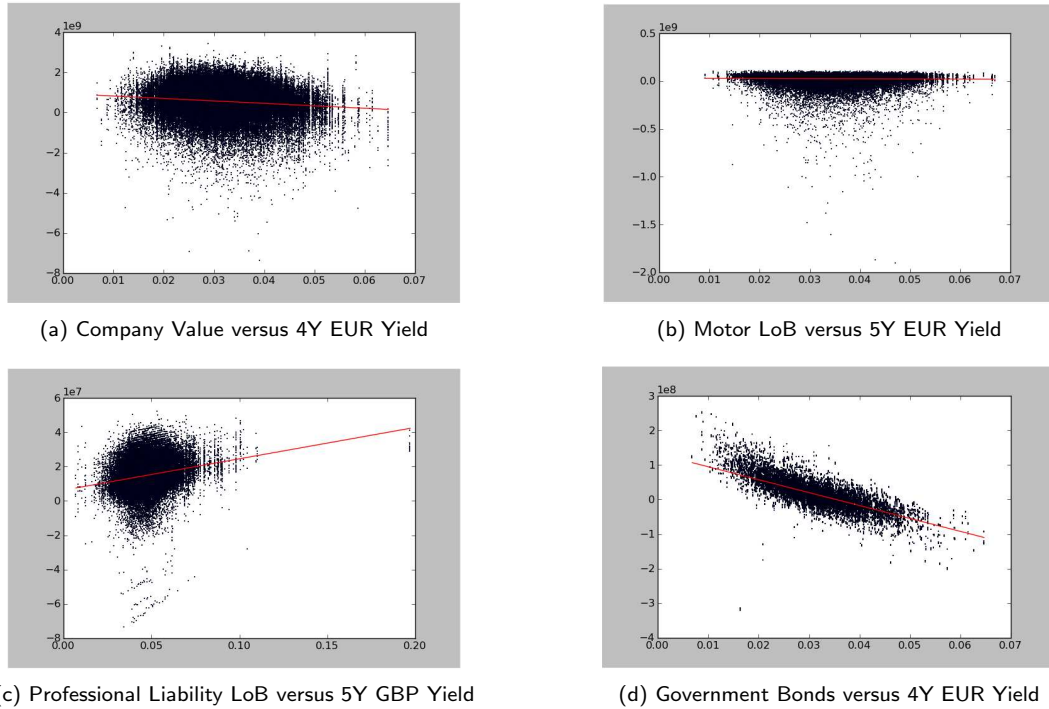 1e9
4
2
0
−2
−4
−6
−8
0.00 0.01 0.02 0.03 0.04 0.05 0.06 0.07
(a) Company Value versus 4Y EUR Yield
1e9
0.5
0.0
−0.5
−1.0
−1.5
−2.0
0.00 0.01 0.02 0.03 0.04 0.05 0.06 0.07
(b) Motor LoB versus 5Y EUR Yield
1e7
6
4
2
0
−2
−4
−6
−8
0.00 0.05 0.10 0.15 0.20
(c) Professional Liability LoB versus 5Y GBP Yield
1e8
3
2
1
0
−1
−2
−3
−4
0.00 0.01 0.02 0.03 0.04 0.05 0.06 0.07
(d) Government Bonds versus 4Y EUR Yield